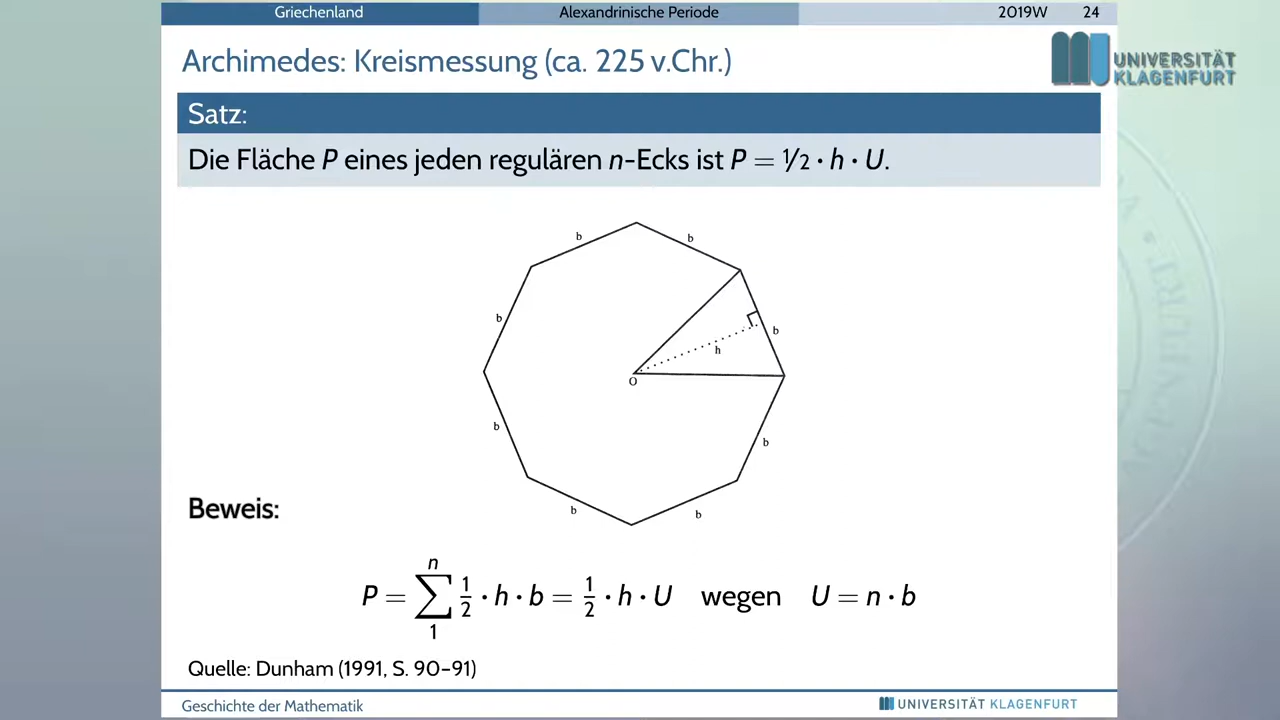 Griechenland Alexandrinische Periode 2019W 24
Archimedes: Kreismessung (ca. 225 v.Chr.)
UNIVERSITÄT
KLAGENFURT
Satz:
Die Fläche P eines jeden regulären n-Ecks ist P = ½ · h · U.
b b
b b
h
O
b b
b b
Beweis:
P = ∑₁ⁿ ½ · h · b = ½ · h · U wegen U = n · b
Quelle: Dunham (1991, S. 90–91)
Geschichte der Mathematik UNIVERSITÄT KLAGENFURT